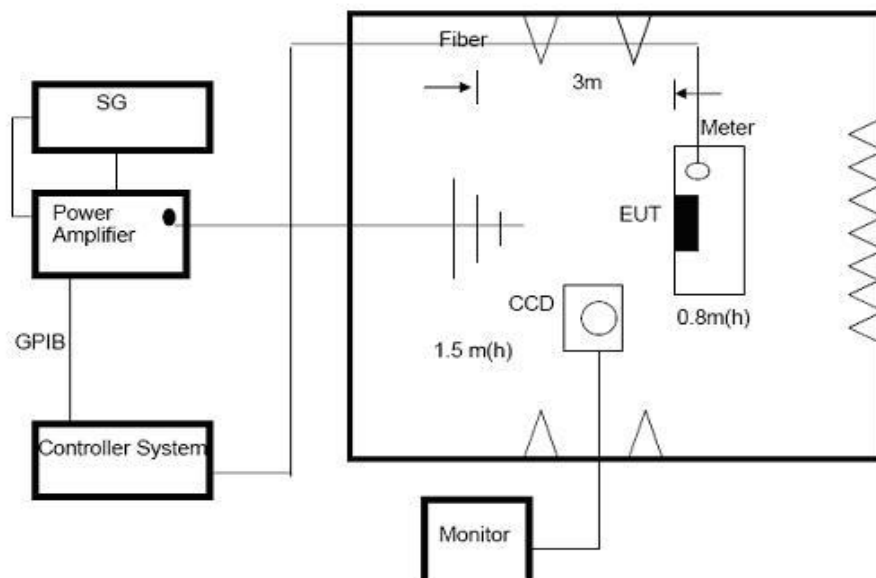 Fiber
SG
3m
Meter
Power
Amplifier
EUT
CCD
0.8m(h)
GPIB
1.5 m(h)
Controller System
Monitor